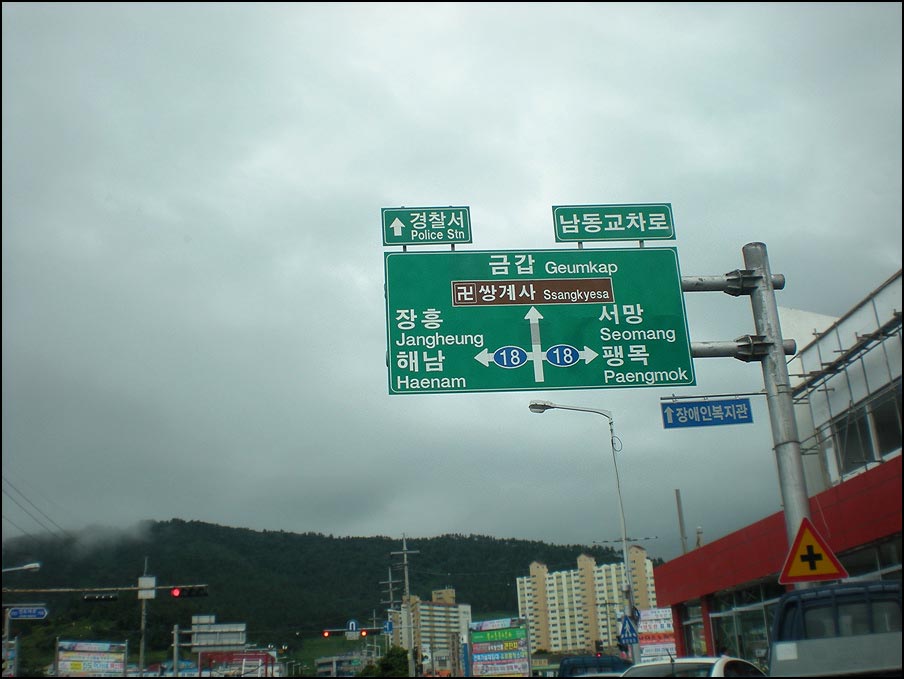 경찰서
Police Stn
남동교차로
금갑 Geumkap
卍 쌍계사 Ssangkyesa
장흥
Jangheung
해남
Haenam
18
18
서망
Seomang
팽목
Paengmok
장애인복지관